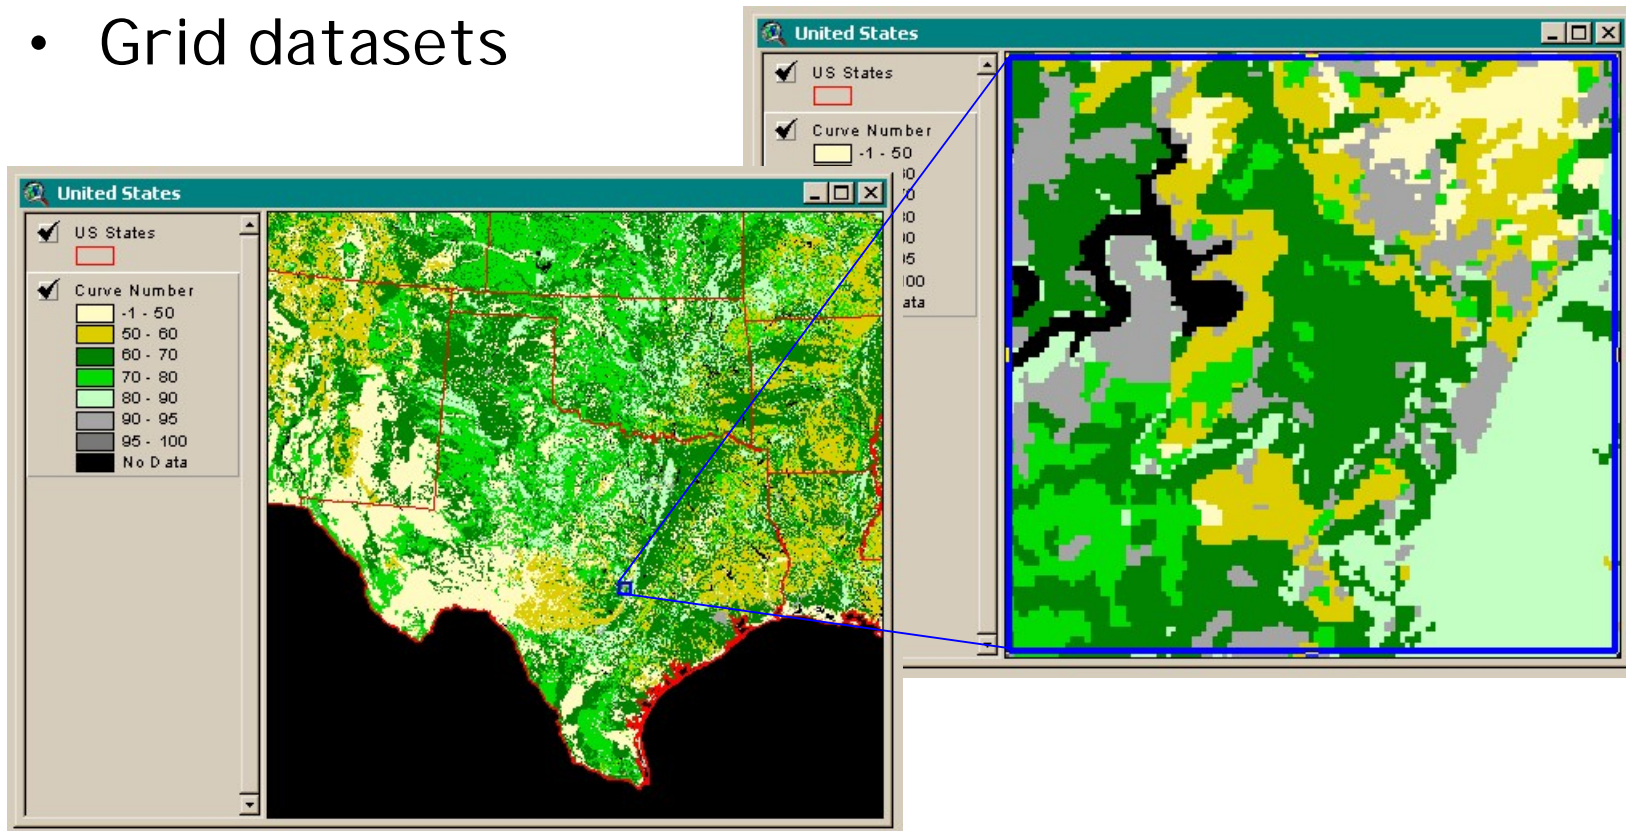 • Grid datasets
United States
US States
Curve Number
-1 - 50
50 - 60
60 - 70
70 - 80
80 - 90
90 - 95
95 - 100
No Data
United States
US States
Curve Number
-1 - 50